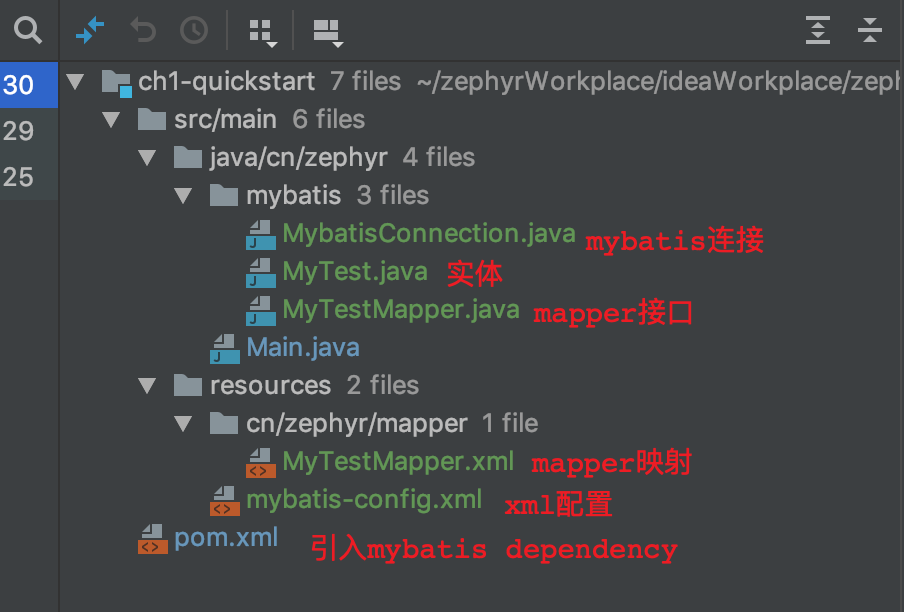 30
29
25
ch1-quickstart 7 files ~/zephyrWorkplace/ideaWorkplace/zeph
src/main 6 files
java/cn/zephyr 4 files
mybatis 3 files
MybatisConnection.java mybatis连接
MyTest.java 实体
MyTestMapper.java mapper接口
Main.java
resources 2 files
cn/zephyr/mapper 1 file
MyTestMapper.xml mapper映射
mybatis-config.xml xml配置
pom.xml 引入mybatis dependency